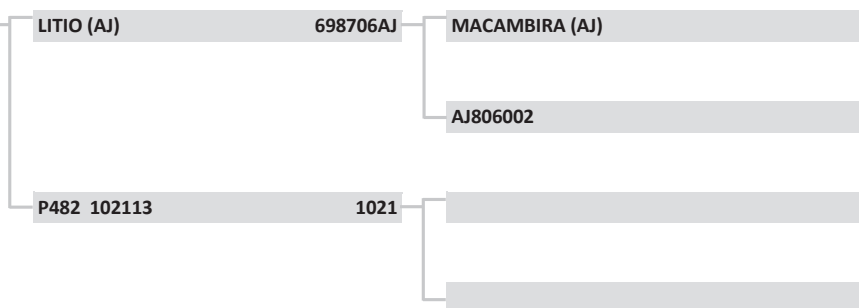 LITIO (AJ) 698706AJ
MACAMBIRA (AJ)
AJ806002
P482 102113 1021